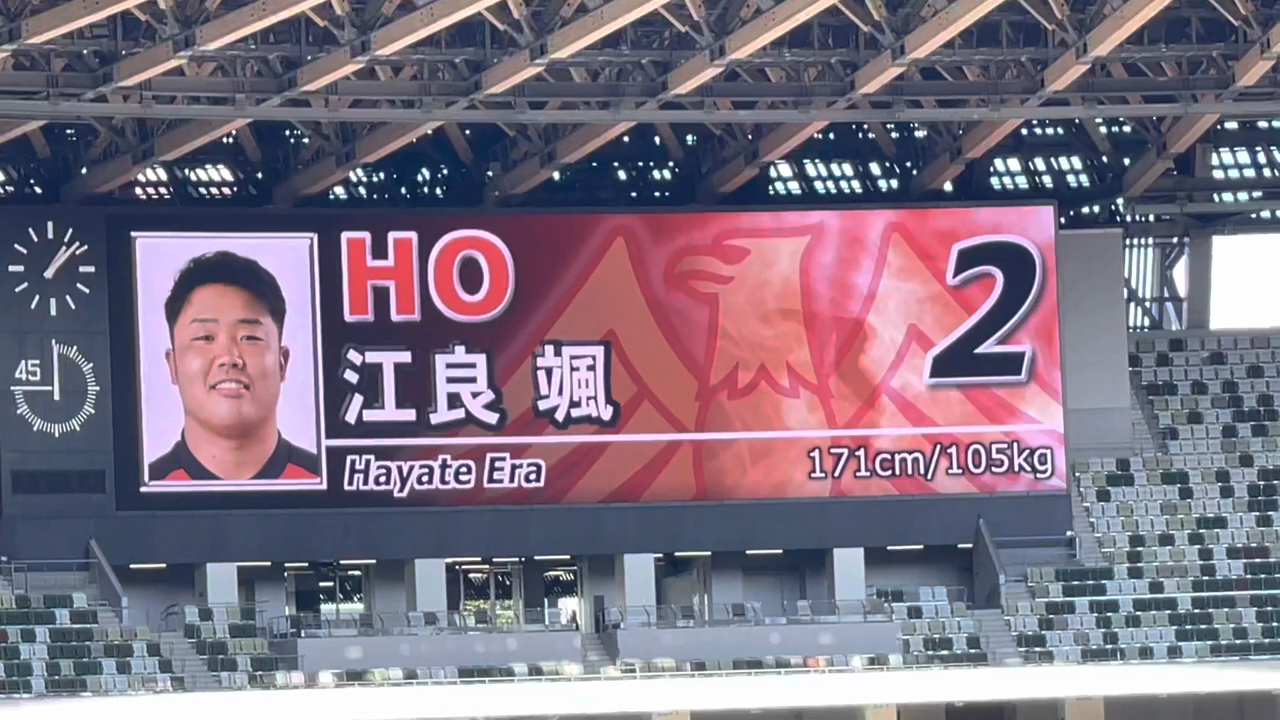 HO
江良 颯
Hayate Era
2
171cm/105kg
45